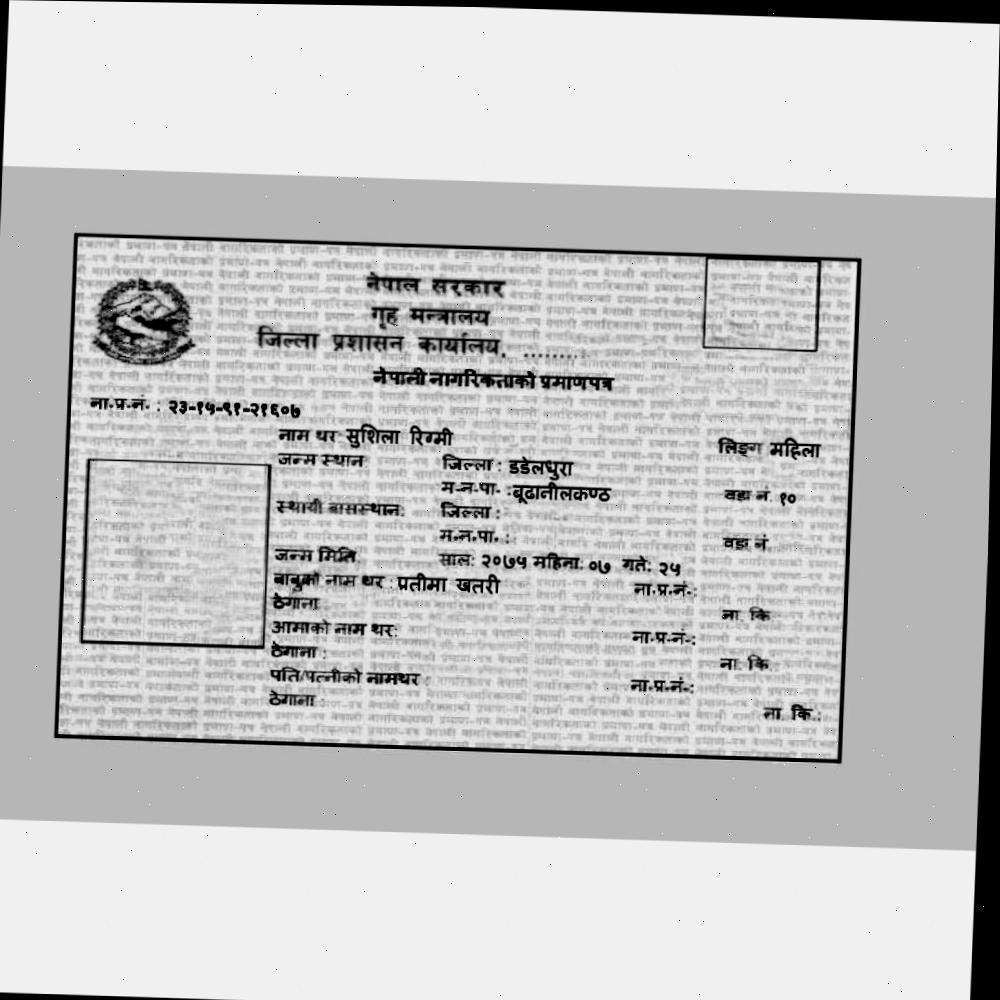 नेपाल सरकार
गृह मन्त्रालय
जिल्ला प्रशासन कार्यालय, .........
नेपाली नागरिकताको प्रमाणपत्र
ना.प्र.नं. : २३-१५-९१-२१६०७
नाम थर सुशिला रिग्मी लिङ्ग महिला
जन्म स्थान: जिल्ला : डडेलधुरा
म.न.पा. :बूढानीलकण्ठ वडा नं. १०
स्थायी बासस्थान: जिल्ला :
म.न.पा. : वडा नं.
जन्म मिति: साल: २०७५ महिना: ०७ गते: २५
बाबुको नाम थर : प्रतीमा खतरी ना.प्र.नं.:
ठेगाना ना. कि
आमाको नाम थर: ना.प्र.नं.:
ठेगाना : ना. कि.:
पति/पत्नीको नामथर : ना.प्र.नं.:
ठेगाना : ना. कि.: